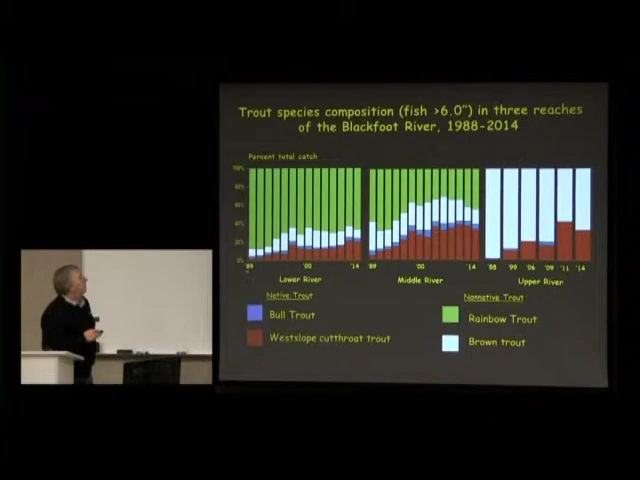 Trout species composition (fish >6.0") in three reaches
of the Blackfoot River, 1988-2014
Percent total catch
100%
80%
60%
40%
20%
0%
'89 '00 '14 '89 '00 '14 '88 '99 '06 '09 '11 '14
Lower River Middle River Upper River
Native Trout Nonnative Trout
Bull Trout Rainbow Trout
Westslope cutthroat trout Brown trout